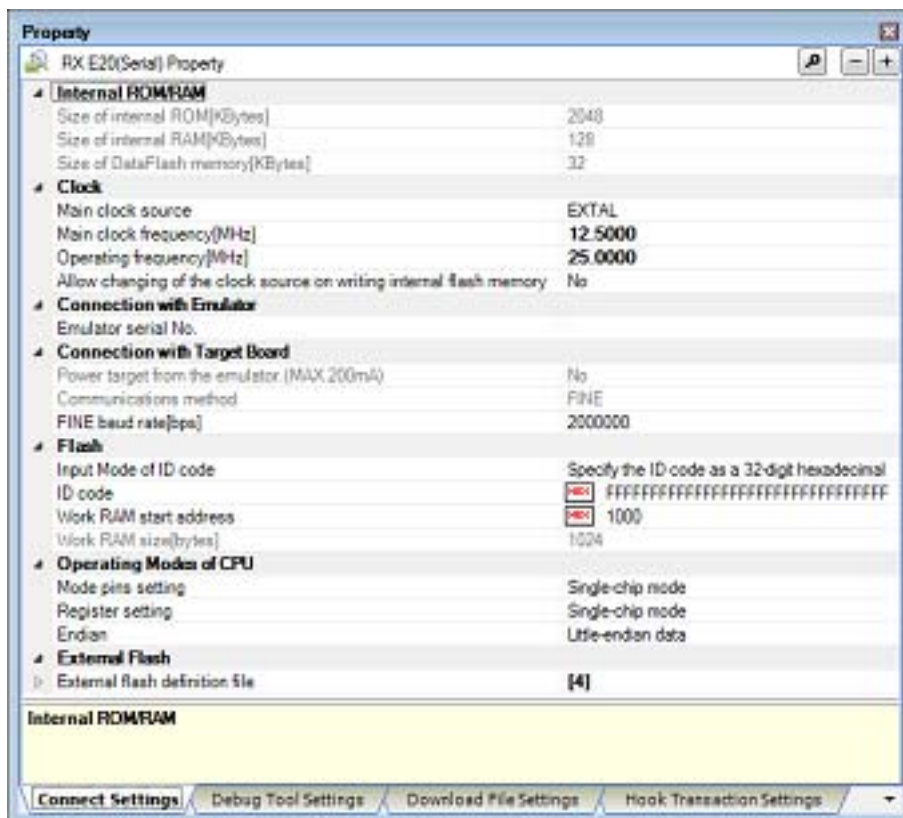 Property
RX E20(Serial) Property
Internal ROM/RAM
Size of internal ROM[KBytes] 2048
Size of internal RAM[KBytes] 128
Size of DataFlash memory[KBytes] 32
Clock
Main clock source EXTAL
Main clock frequency[MHz] 12.5000
Operating frequency[MHz] 25.0000
Allow changing of the clock source on writing internal flash memory No
Connection with Emulator
Emulator serial No.
Connection with Target Board
Power target from the emulator.(MAX 200mA) No
Communications method FINE
FINE baud rate[bps] 2000000
Flash
Input Mode of ID code Specify the ID code as a 32-digit hexadecimal
ID code HEX FFFFFFFFFFFFFFFFFFFFFFFFFFFFFFFF
Work RAM start address HEX 1000
Work RAM size[bytes] 1024
Operating Modes of CPU
Mode pins setting Single-chip mode
Register setting Single-chip mode
Endian Little-endian data
External Flash
External flash definition file [4]
Internal ROM/RAM
Connect Settings Debug Tool Settings Download File Settings Hook Transaction Settings